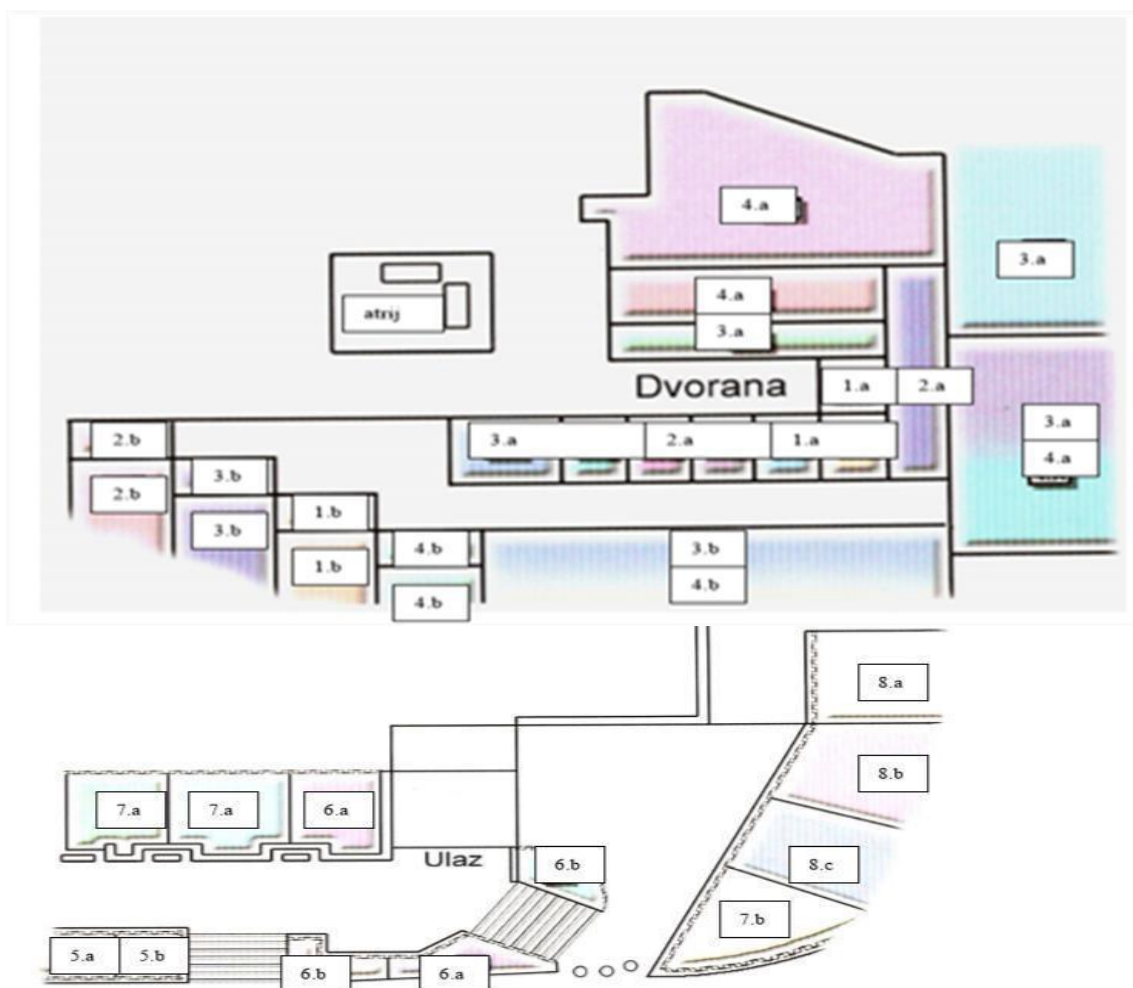 4.a
3.a
4.a
atrij
3.a
Dvorana
1.a
2.a
3.a
4.a
2.b
3.a
2.a
1.a
2.b
3.b
3.b
1.b
1.b
4.b
4.b
3.b
4.b
8.a
8.b
7.a
7.a
6.a
Ulaz
6.b
8.c
7.b
5.a
5.b
6.b
6.a